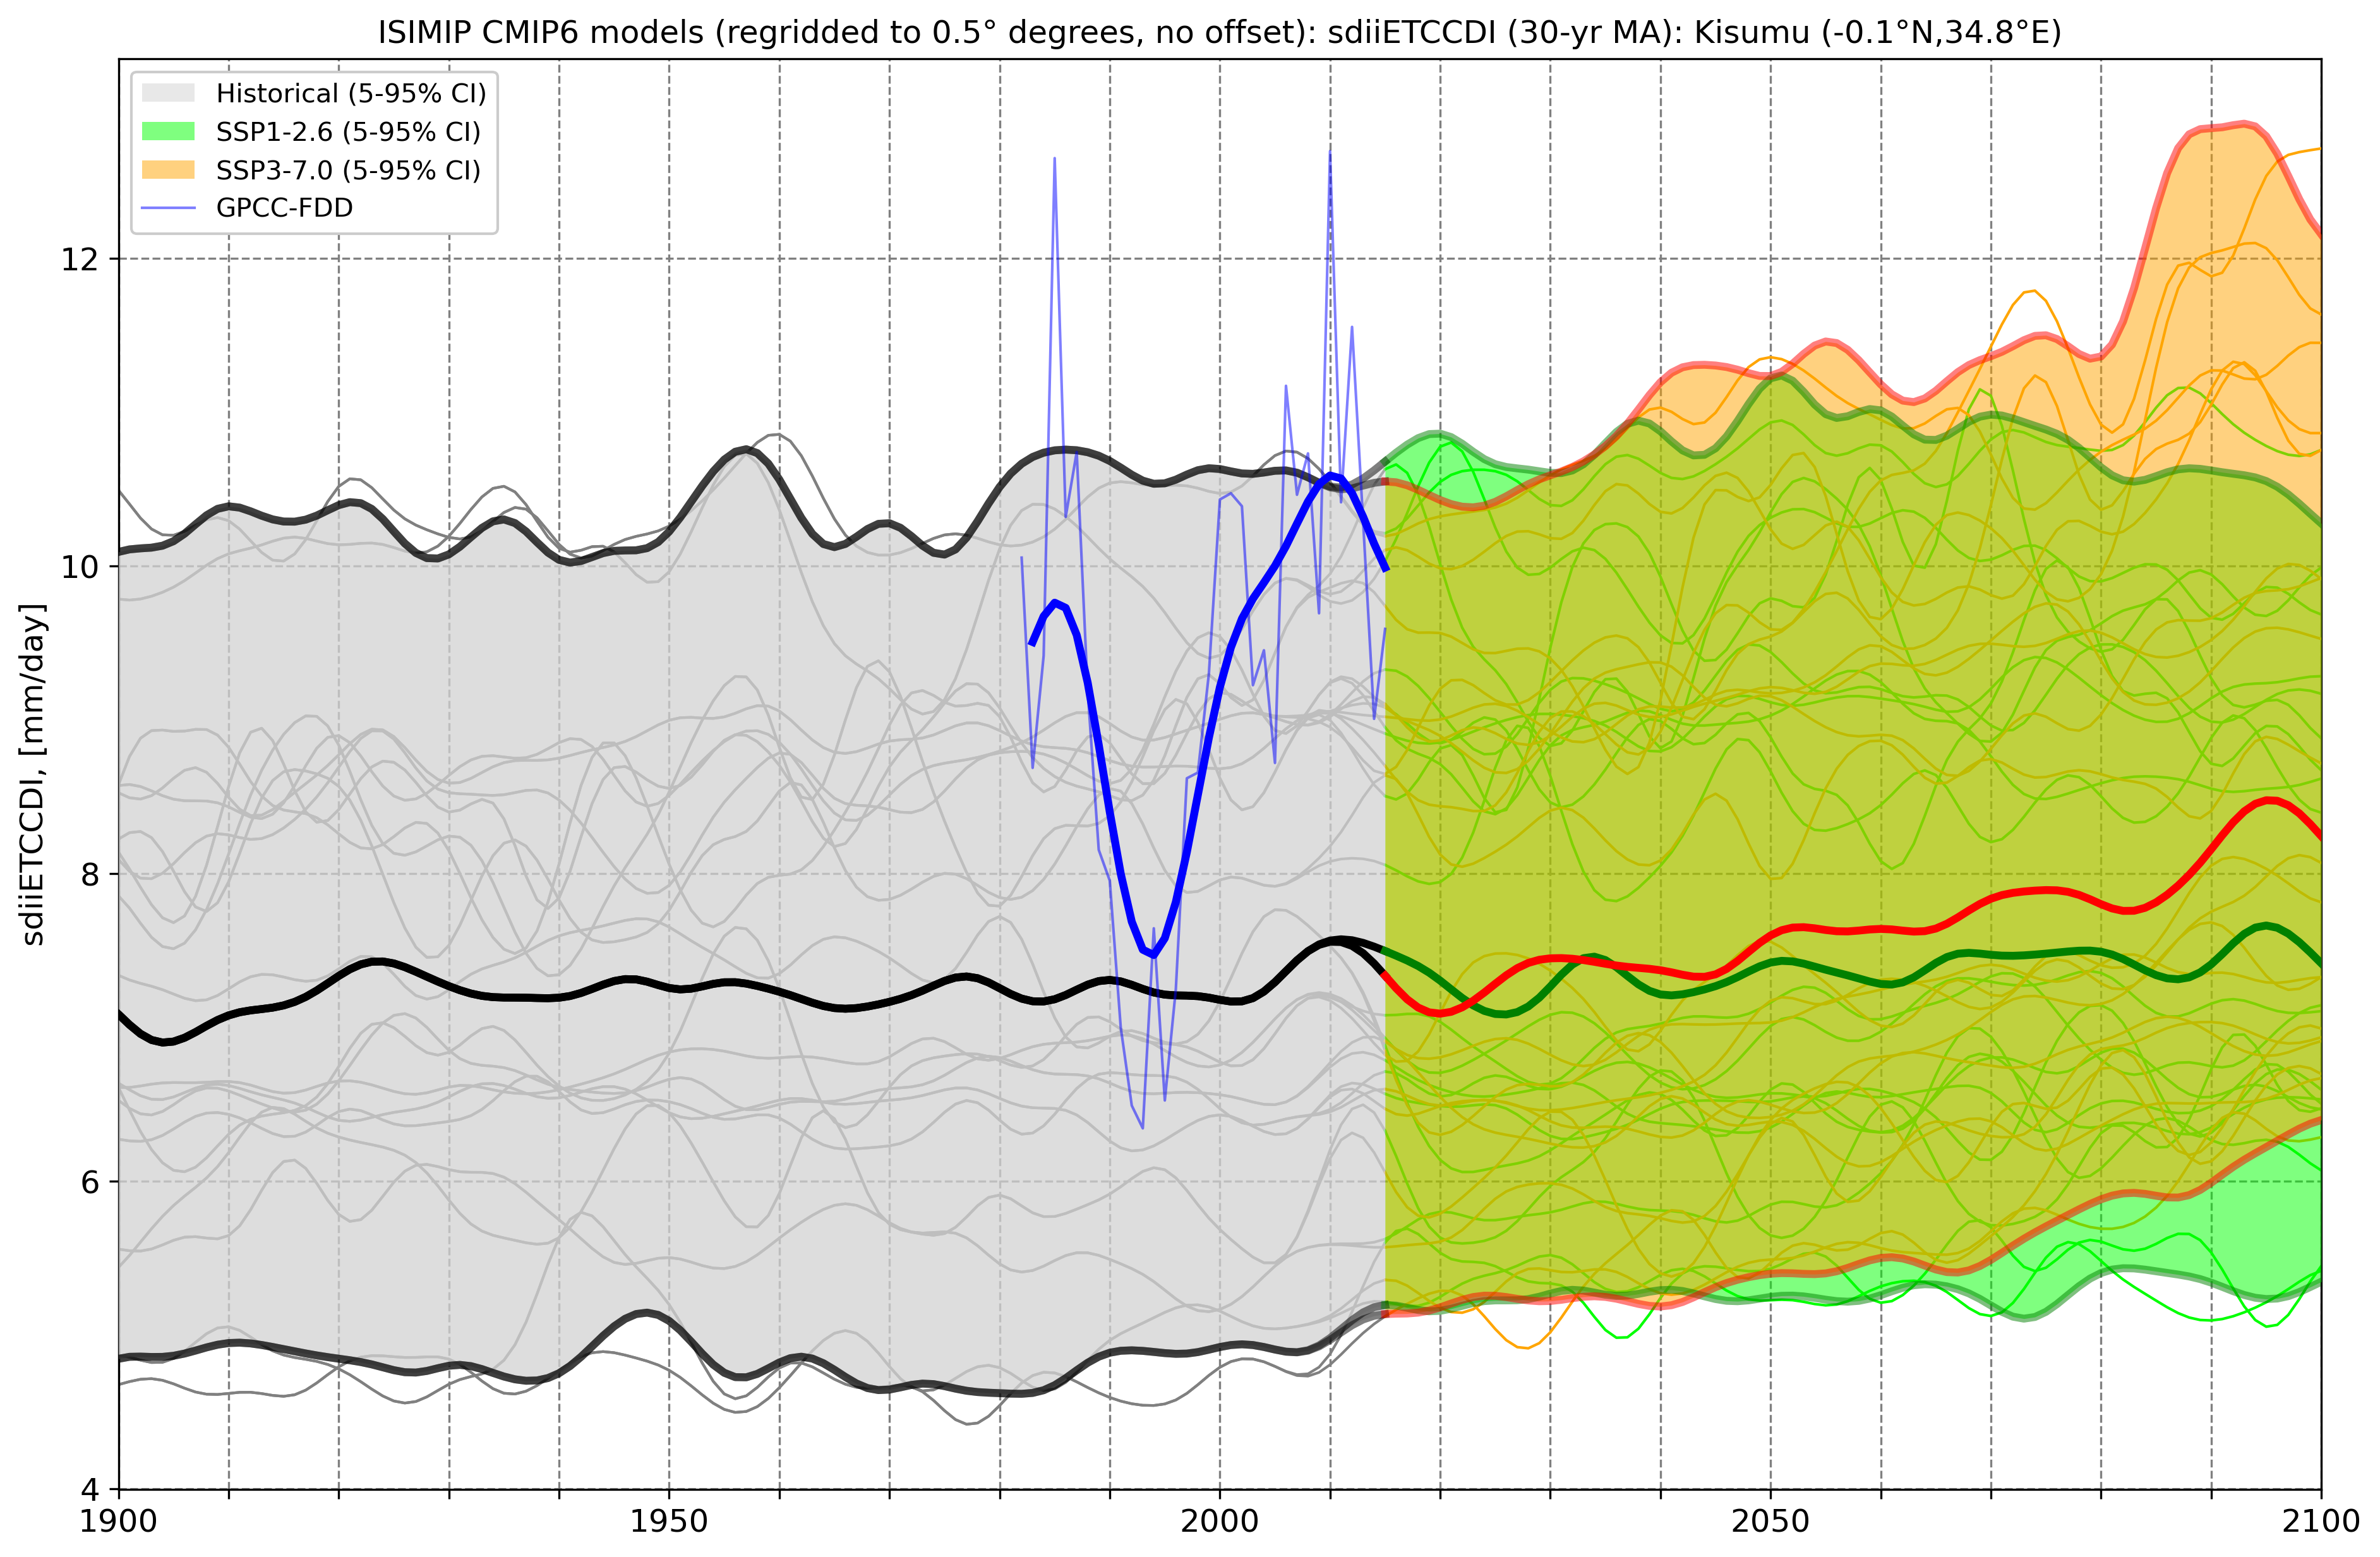 ISIMIP CMIP6 models (regridded to 0.5° degrees, no offset): sdiiETCCDI (30-yr MA): Kisumu (-0.1°N,34.8°E)
Historical (5-95% CI)
SSP1-2.6 (5-95% CI)
SSP3-7.0 (5-95% CI)
GPCC-FDD
sdiiETCCDI, [mm/day]
12
10
8
6
4
1900
1950
2000
2050
2100